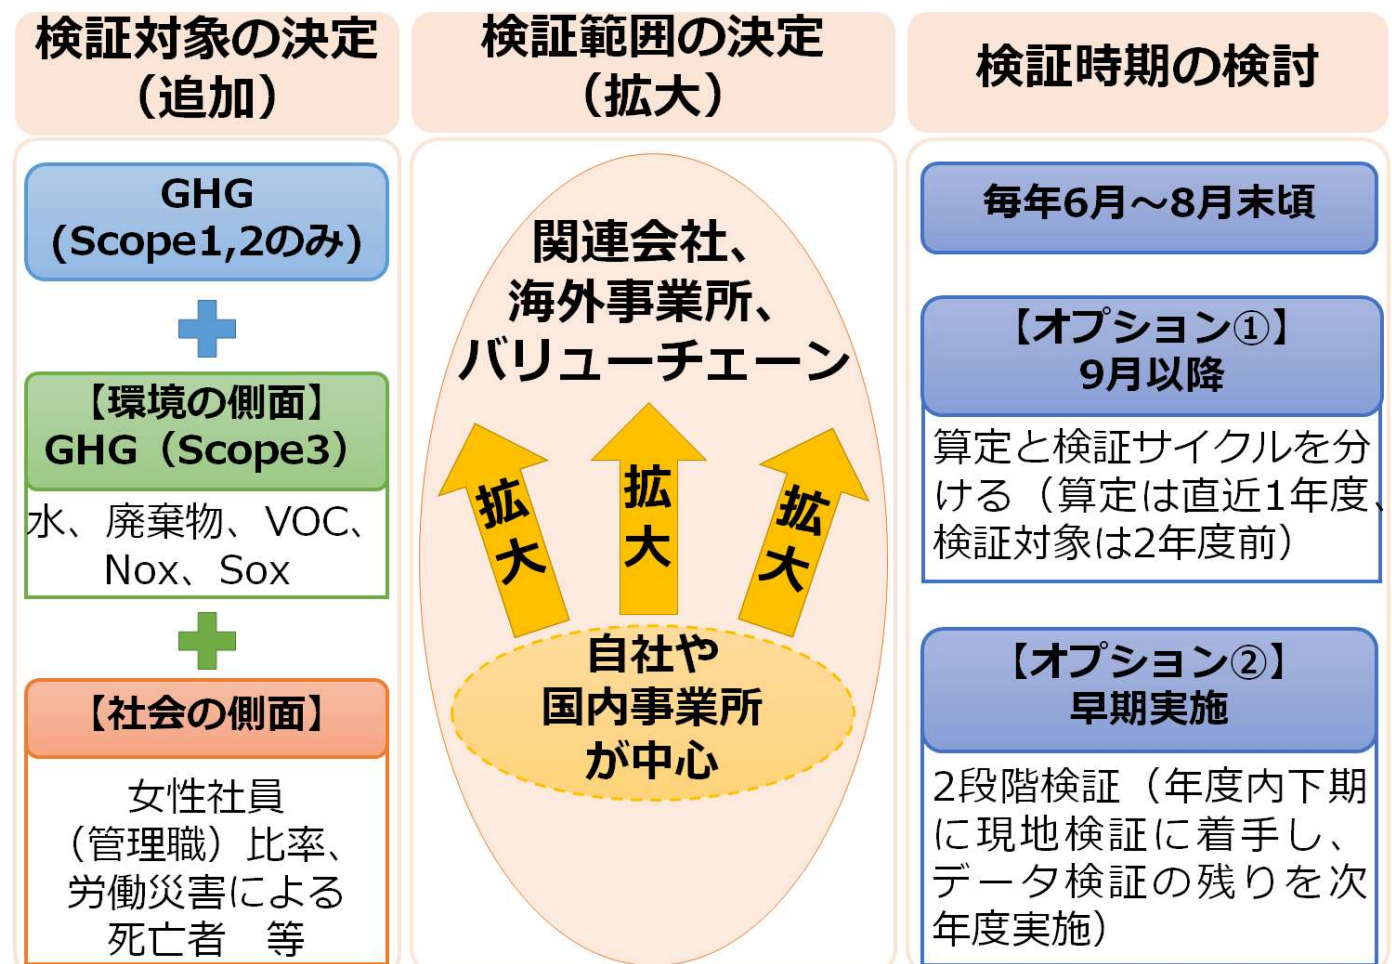 検証対象の決定
（追加）
GHG
(Scope1,2のみ)
【環境の側面】
GHG（Scope3）
水、廃棄物、VOC、
Nox、Sox
【社会の側面】
女性社員
（管理職）比率、
労働災害による
死亡者　等
検証範囲の決定
（拡大）
関連会社、
海外事業所、
バリューチェーン
拡大
拡大
拡大
自社や
国内事業所
が中心
検証時期の検討
毎年6月～8月末頃
【オプション①】
9月以降
算定と検証サイクルを分
ける（算定は直近1年度、
検証対象は2年度前）
【オプション②】
早期実施
2段階検証（年度内下期
に現地検証に着手し、
データ検証の残りを次
年度実施）